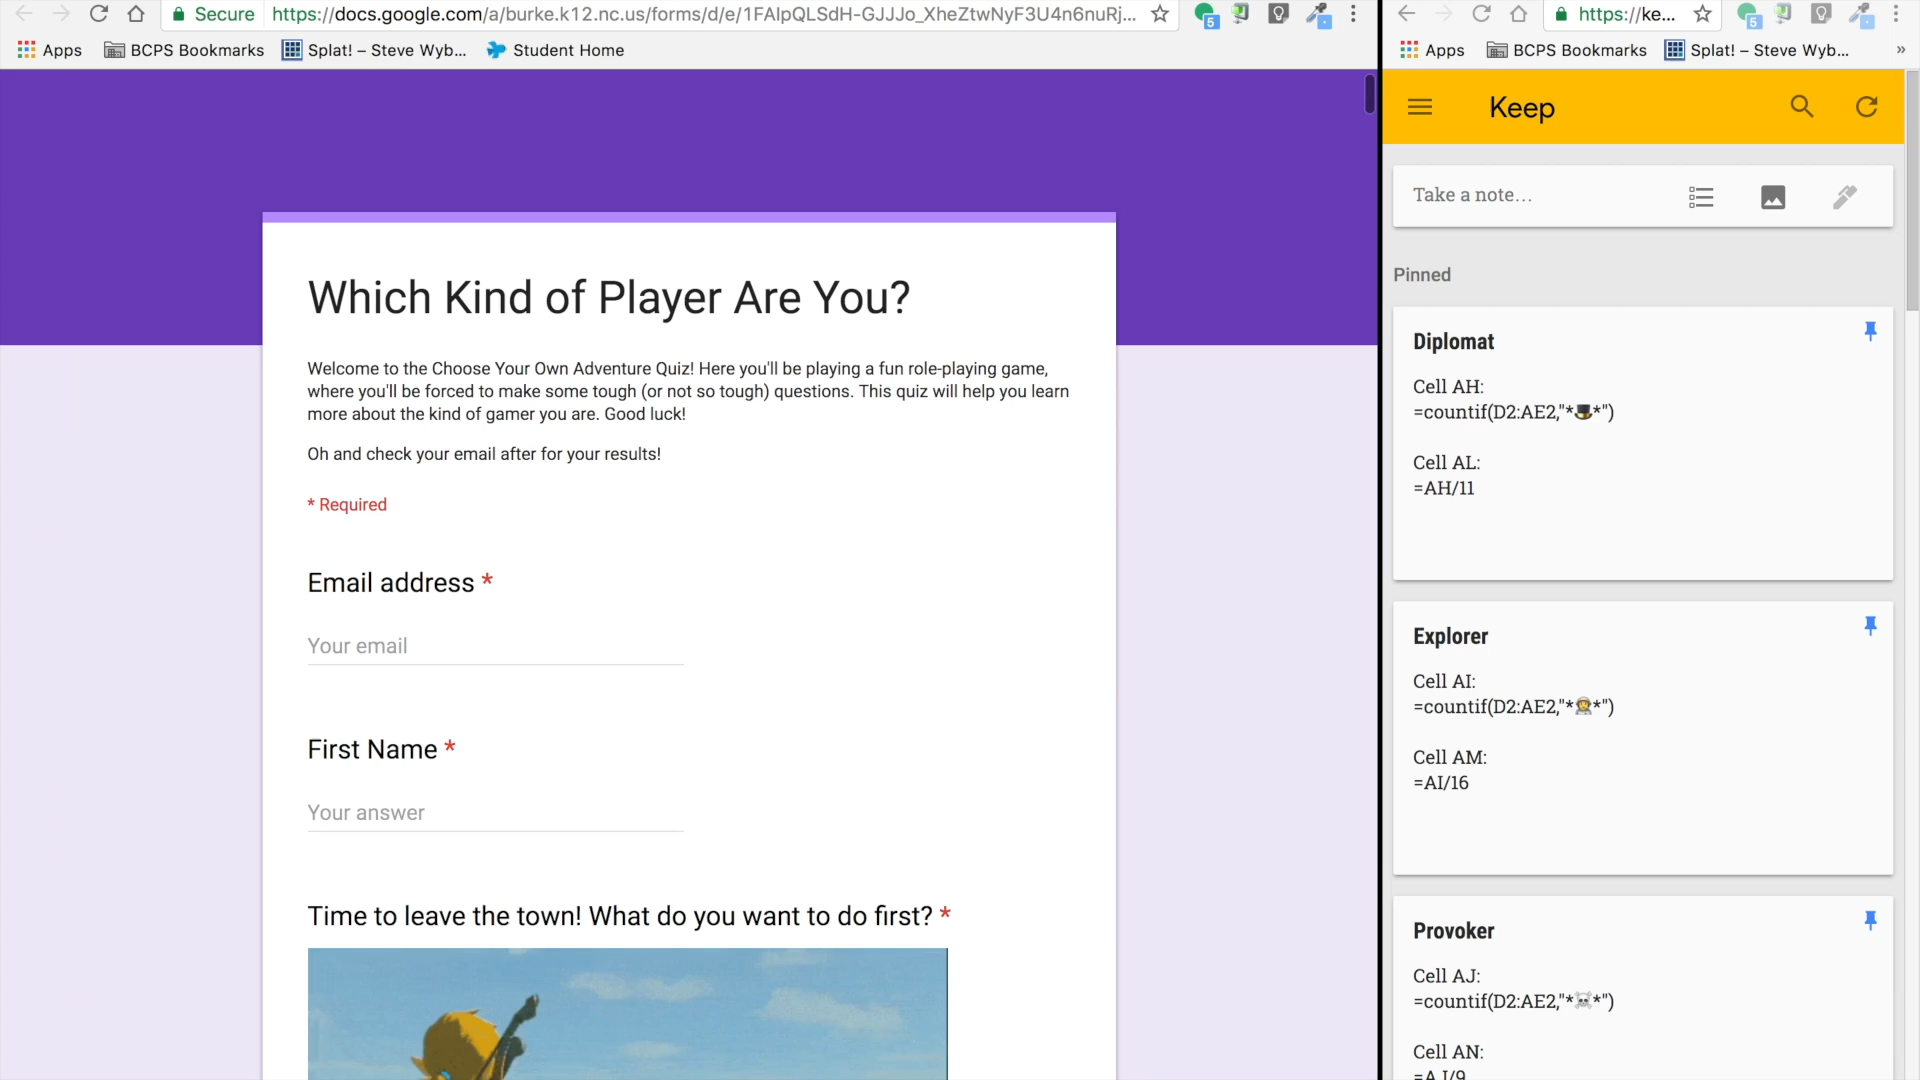 Secure https://docs.google.com/a/burke.k12.nc.us/forms/d/e/1FAIpQLSdH-GJJJo_XheZtwNyF3U4n6nuRj...
5
Apps BCPS Bookmarks Splat! – Steve Wyb... Student Home
Which Kind of Player Are You?
Welcome to the Choose Your Own Adventure Quiz! Here you'll be playing a fun role-playing game,
where you'll be forced to make some tough (or not so tough) questions. This quiz will help you learn
more about the kind of gamer you are. Good luck!
Oh and check your email after for your results!
* Required
Email address *
Your email
First Name *
Your answer
Time to leave the town! What do you want to do first? *
https://ke...
5
Apps BCPS Bookmarks Splat! – Steve Wyb... »
Keep
Take a note...
Pinned
Diplomat
Cell AH:
=countif(D2:AE2,"*🎩*")
Cell AL:
=AH/11
Explorer
Cell AI:
=countif(D2:AE2,"*👩‍🚀*")
Cell AM:
=AI/16
Provoker
Cell AJ:
=countif(D2:AE2,"*☠️*")
Cell AN:
=AJ/9